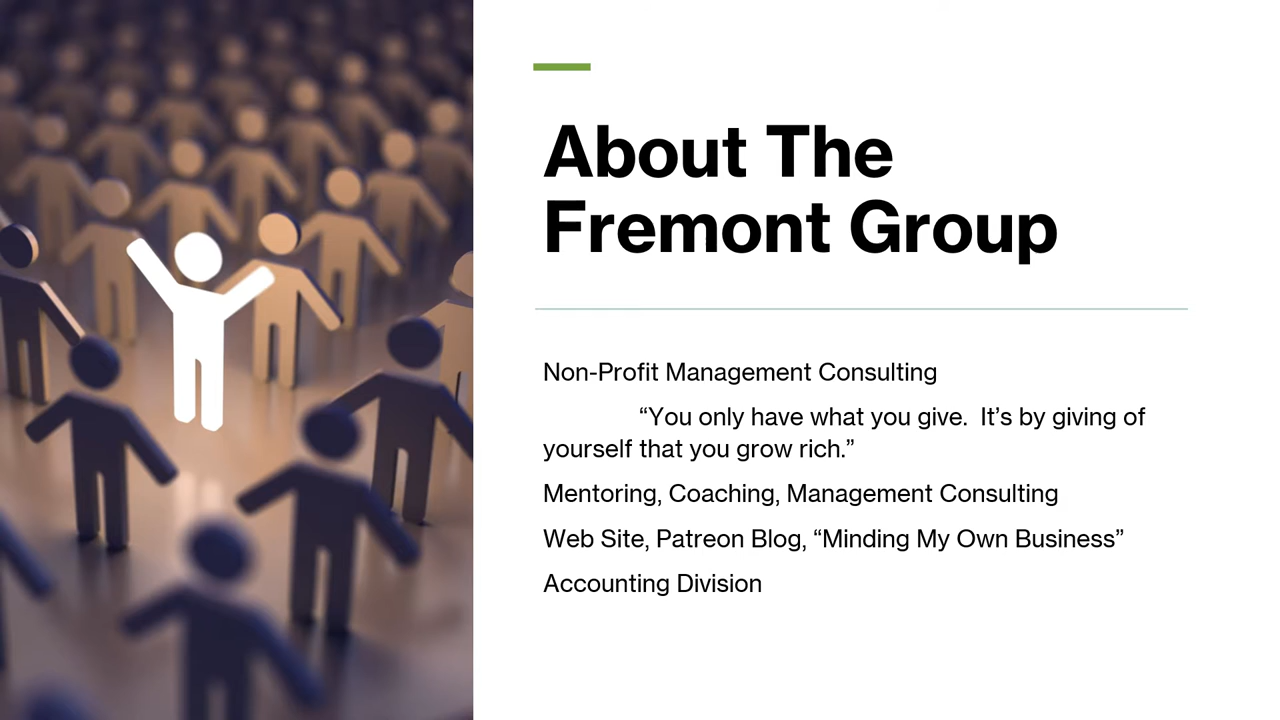 About The
Fremont Group
Non-Profit Management Consulting
“You only have what you give.  It’s by giving of
yourself that you grow rich.”
Mentoring, Coaching, Management Consulting
Web Site, Patreon Blog, “Minding My Own Business”
Accounting Division